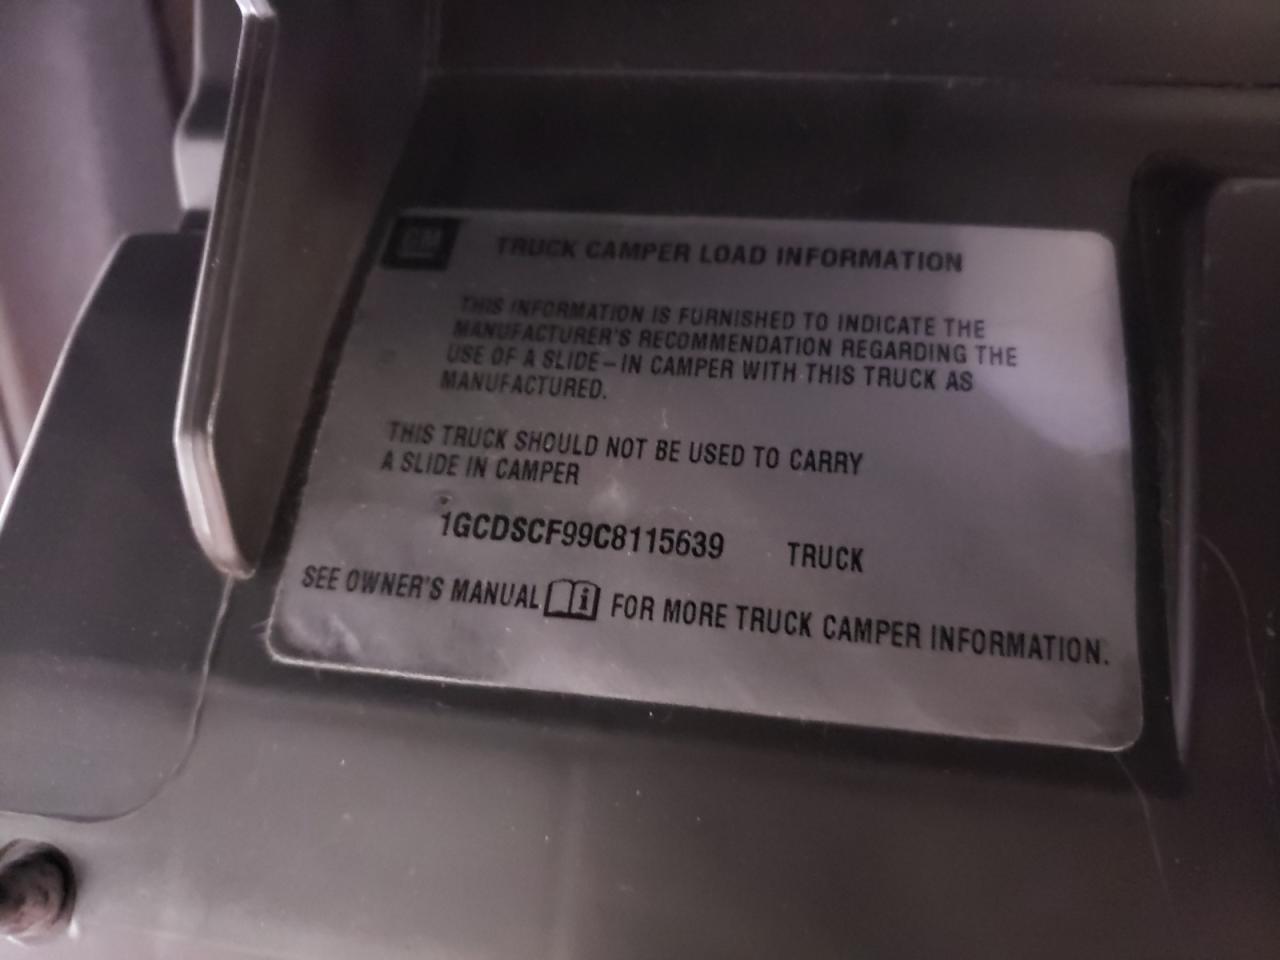 GM
TRUCK CAMPER LOAD INFORMATION
THIS INFORMATION IS FURNISHED TO INDICATE THE
MANUFACTURER'S RECOMMENDATION REGARDING THE
USE OF A SLIDE-IN CAMPER WITH THIS TRUCK AS
MANUFACTURED.
THIS TRUCK SHOULD NOT BE USED TO CARRY
A SLIDE IN CAMPER
1GCDSCF99C8115639 TRUCK
SEE OWNER'S MANUAL FOR MORE TRUCK CAMPER INFORMATION.